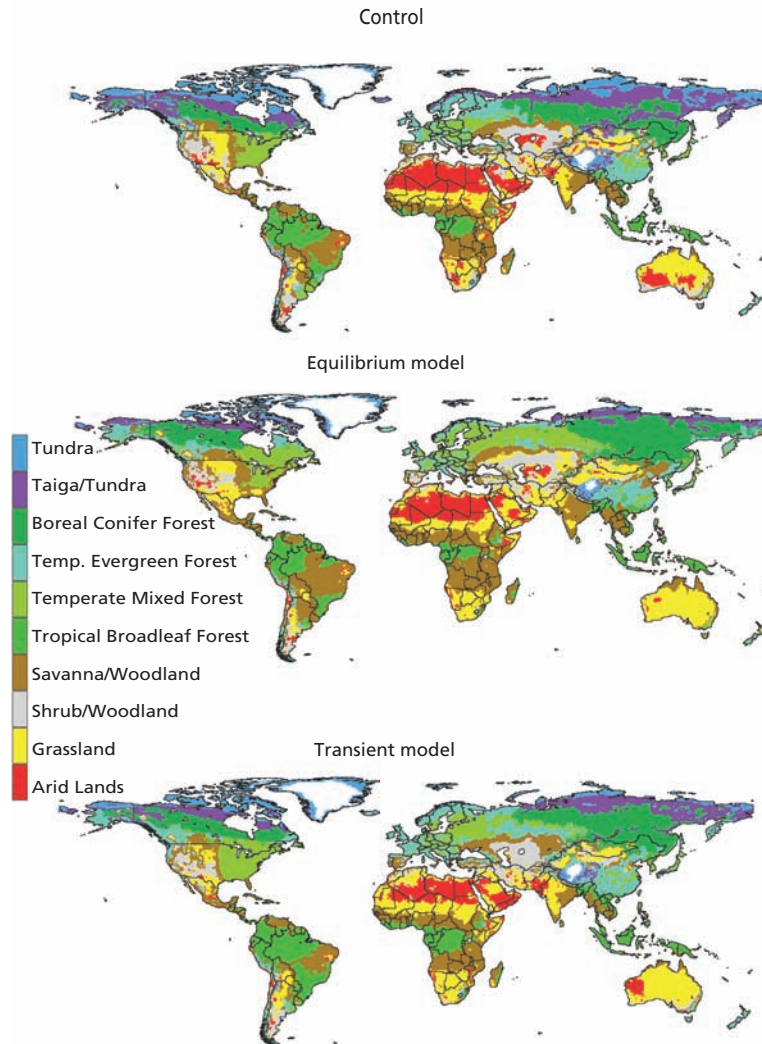 Control
Equilibrium model
Tundra
Taiga/Tundra
Boreal Conifer Forest
Temp. Evergreen Forest
Temperate Mixed Forest
Tropical Broadleaf Forest
Savanna/Woodland
Shrub/Woodland
Grassland
Arid Lands
Transient model